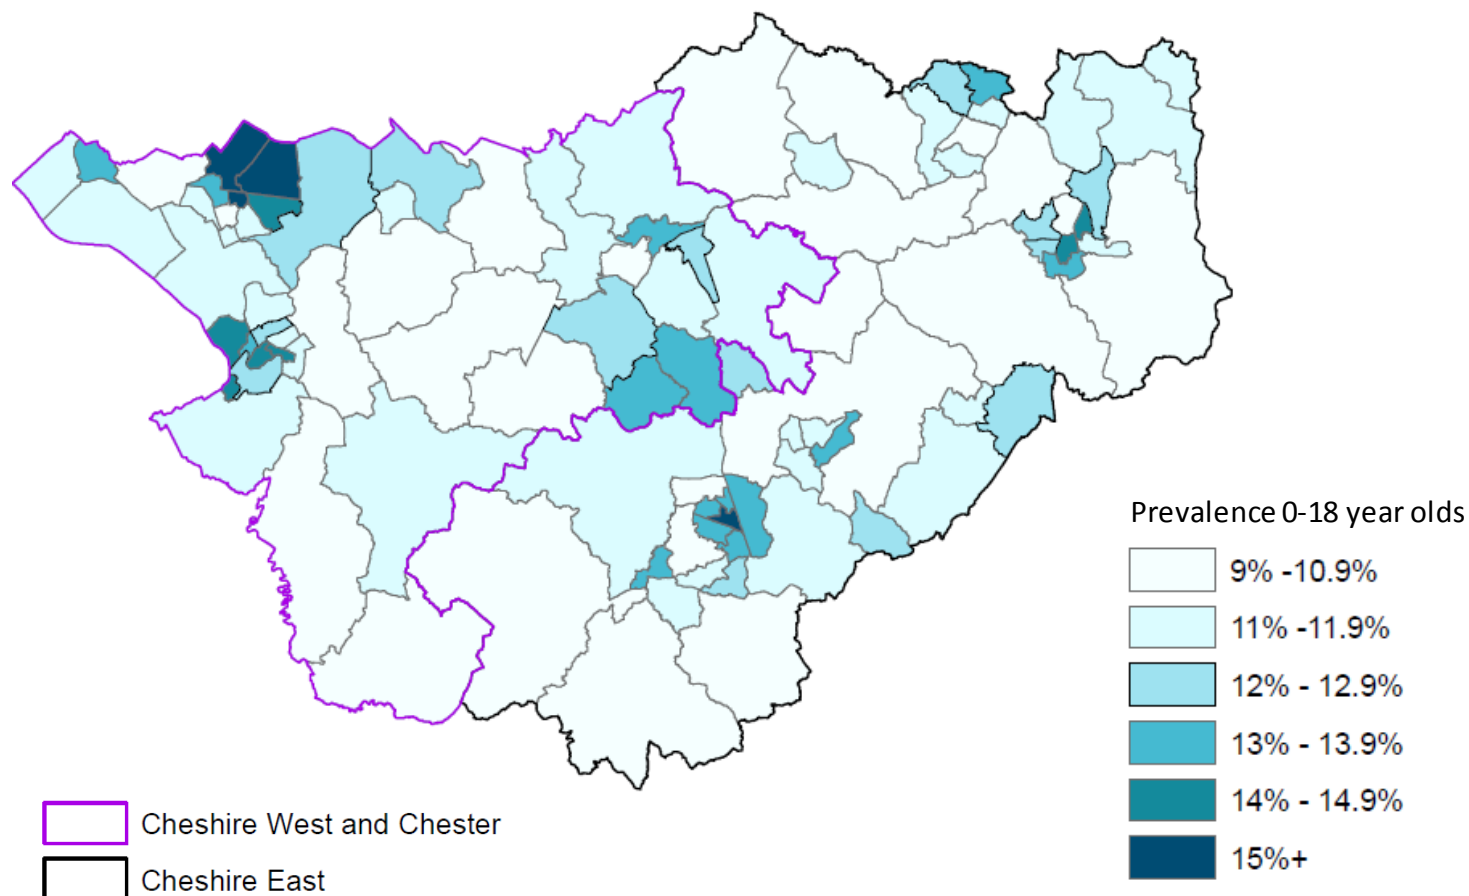 Prevalence 0-18 year olds
9% -10.9%
11% -11.9%
12% - 12.9%
13% - 13.9%
14% - 14.9%
15%+
Cheshire West and Chester
Cheshire East